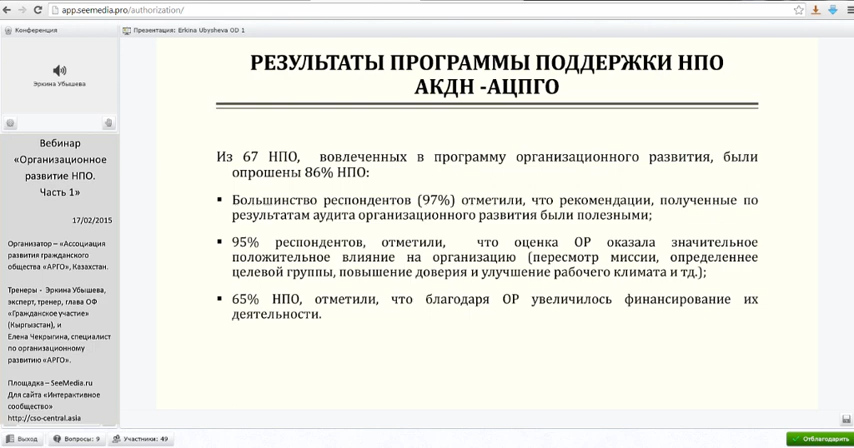 app.seemedia.pro/authorization/
Конференция
Презентация: Erkina Ubysheva OD 1
Эркина Убышева
Вебинар
«Организационное
развитие НПО.
Часть 1»
17/02/2015
Организатор – «Ассоциация
развития гражданского
общества «АРГО», Казахстан.
Тренеры - Эркина Убышева,
эксперт, тренер, глава ОФ
«Гражданское участие»
(Кыргызстан), и
Елена Чекрыгина, специалист
по организационному
развитию «АРГО».
Площадка – SeeMedia.ru
Для сайта «Интерактивное
сообщество»
http://cso-central.asia
РЕЗУЛЬТАТЫ ПРОГРАММЫ ПОДДЕРЖКИ НПО
АКДН -АЦПГО
Из 67 НПО, вовлеченных в программу организационного развития, были
опрошены 86% НПО:
▪ Большинство респондентов (97%) отметили, что рекомендации, полученные по
результатам аудита организационного развития были полезными;
▪ 95% респондентов, отметили, что оценка ОР оказала значительное
положительное влияние на организацию (пересмотр миссии, определеннее
целевой группы, повышение доверия и улучшение рабочего климата и тд.);
▪ 65% НПО, отметили, что благодаря ОР увеличилось финансирование их
деятельности.
Выход
Вопросы: 9
Участники: 49
Отблагодарить